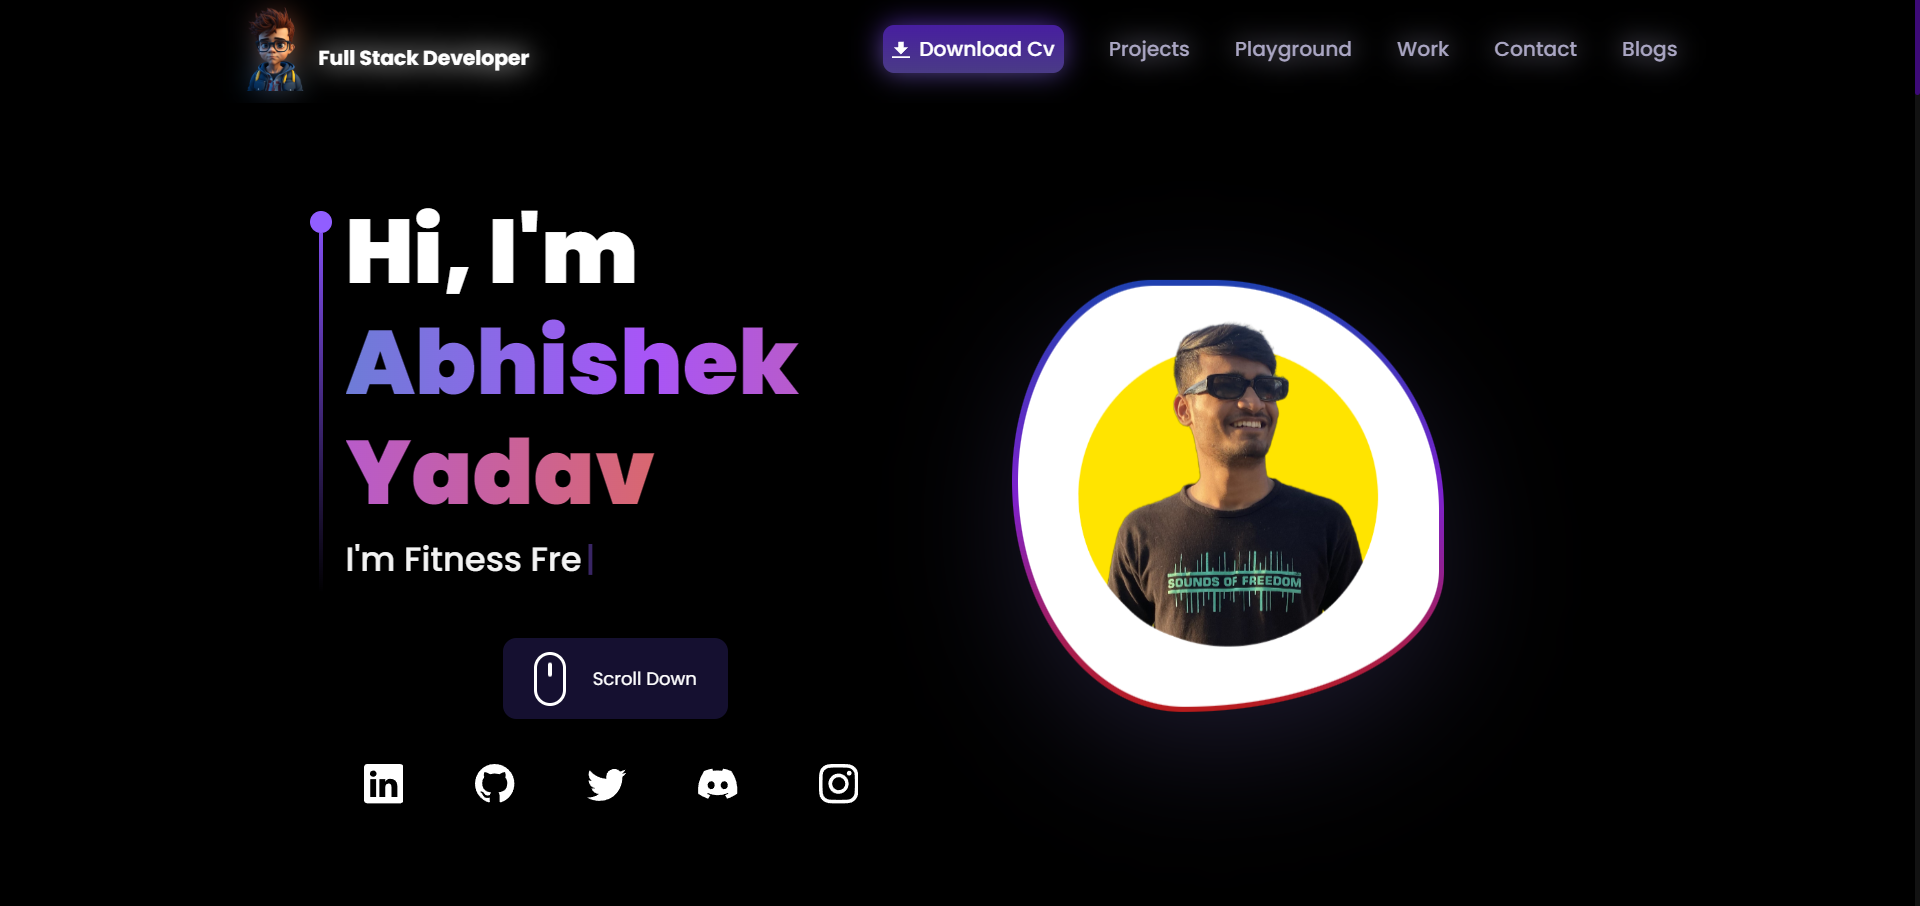 Full Stack Developer
Download Cv
Projects
Playground
Work
Contact
Blogs
Hi, I'm
Abhishek
Yadav
I'm Fitness Fre
SOUNDS OF FREEDOM
Scroll Down
in